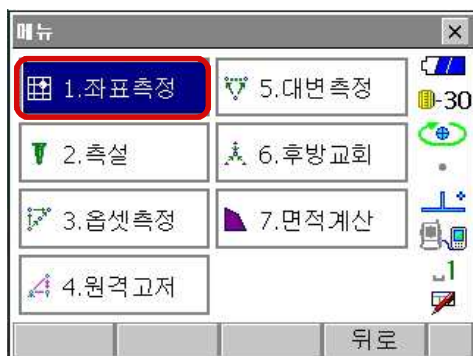 메뉴
1.좌표측정
5.대변측정
-30
2.측설
6.후방교회
3.옵셋측정
7.면적계산
4.원격고저
1
뒤로